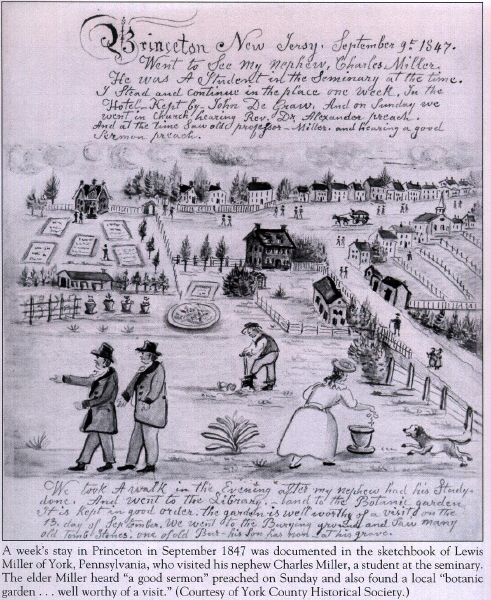 Princeton New Jersy. September 9th 1847.
Went to See my nephew, Charles Miller.
He was A Student in the Seminary at the time.
I Stead and continue in the place one week, In the
Hotel - Kept by - John De Graw. And on Sunday we
went in Church, hearing Rev. Dr. Alexander preach.
And at the time Saw old professor - Miller. and hearing a good
Sermon preach.
We took A walk in the Evening after my nephew had his Study-
done. And went to the Library, and to the Botanic garden
It is Kept in good order. the garden is well worthy of a visit. on the
13. day of September. We went to the Burying ground and Saw many
old Tomb Stones. one of old Bur- his Son has at his grave.
A week's stay in Princeton in September 1847 was documented in the sketchbook of Lewis
Miller of York, Pennsylvania, who visited his nephew Charles Miller, a student at the seminary.
The elder Miller heard "a good sermon" preached on Sunday and also found a local "botanic
garden . . . well worthy of a visit." (Courtesy of York County Historical Society.)